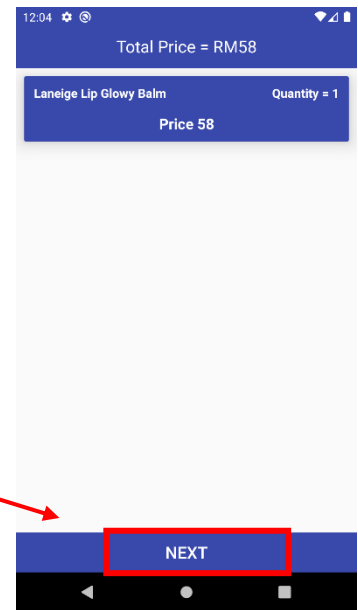 12:04
Total Price = RM58
Laneige Lip Glowy Balm Quantity = 1
Price 58
NEXT